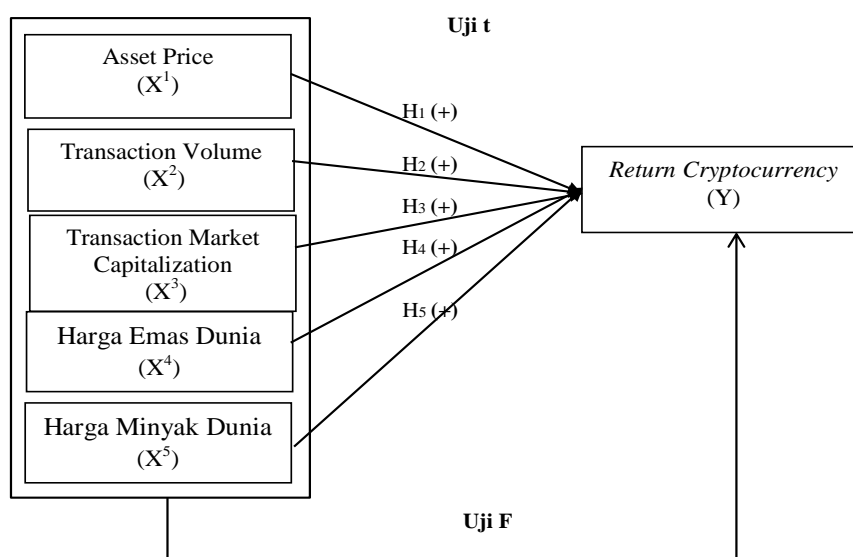 Uji t
Asset Price
(X¹)
H₁ (+)
Transaction Volume
(X²)
H₂ (+)
Return Cryptocurrency
(Y)
H₃ (+)
Transaction Market
Capitalization
(X³)
H₄ (+)
Harga Emas Dunia
(X⁴)
H₅ (+)
Harga Minyak Dunia
(X⁵)
Uji F